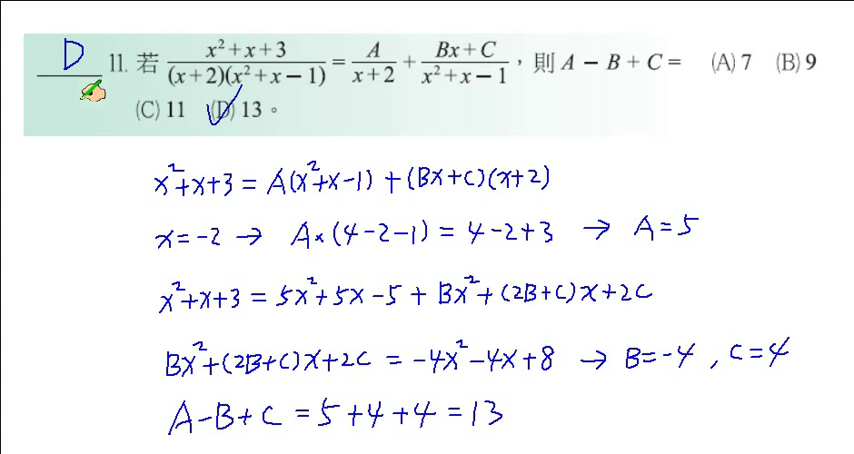 D 11. 若 (x²+x+3)/((x+2)(x²+x−1)) = A/(x+2) + (Bx+C)/(x²+x−1),則 A − B + C = (A) 7 (B) 9
(C) 11 (D) 13。
x²+x+3 = A(x²+x-1) + (Bx+C)(x+2)
x=-2 → A×(4-2-1) = 4-2+3 → A=5
x²+x+3 = 5x²+5x-5 + Bx²+(2B+C)x+2C
Bx²+(2B+C)x+2C = -4x²-4x+8 → B=-4 , C=4
A-B+C = 5+4+4 = 13